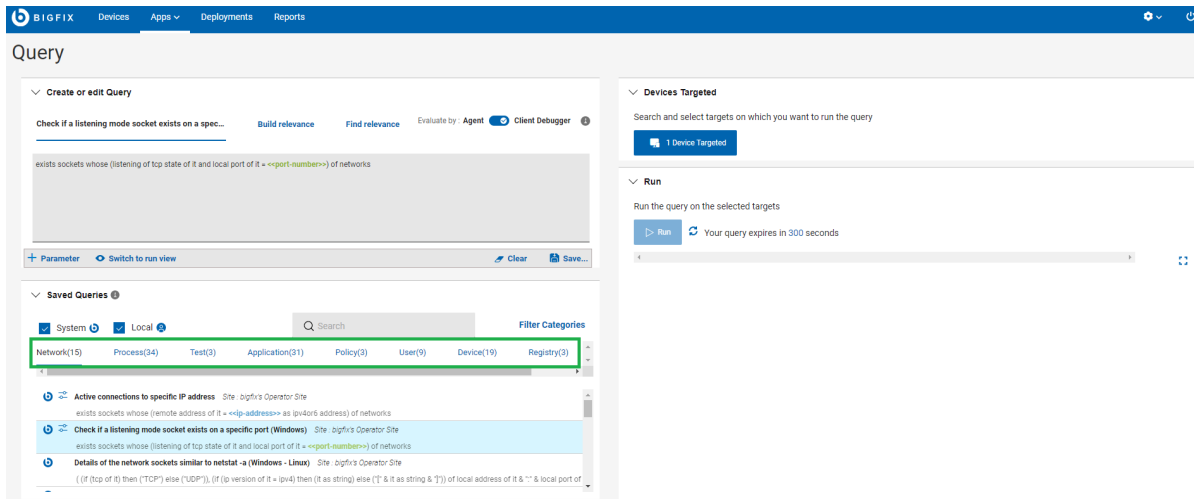 BIGFIX Devices Apps Deployments Reports
Query
Create or edit Query
Check if a listening mode socket exists on a spec... Build relevance Find relevance Evaluate by : Agent Client Debugger
exists sockets whose (listening of tcp state of it and local port of it = <<port-number>>) of networks
+ Parameter Switch to run view Clear Save...
Saved Queries
System Local Search Filter Categories
Network(15) Process(34) Test(3) Application(31) Policy(3) User(9) Device(19) Registry(3)
Active connections to specific IP address Site : bigfix's Operator Site
exists sockets whose (remote address of it = <<ip-address>> as ipv4or6 address) of networks
Check if a listening mode socket exists on a specific port (Windows) Site : bigfix's Operator Site
exists sockets whose (listening of tcp state of it and local port of it = <<port-number>>) of networks
Details of the network sockets similar to netstat -a (Windows - Linux) Site : bigfix's Operator Site
( (if (tcp of it) then ("TCP") else ("UDP")), (if (ip version of it = ipv4) then (it as string) else ("[" & it as string & "]")) of local address of it & ":" & local port of
Devices Targeted
Search and select targets on which you want to run the query
1 Device Targeted
Run
Run the query on the selected targets
Run Your query expires in 300 seconds